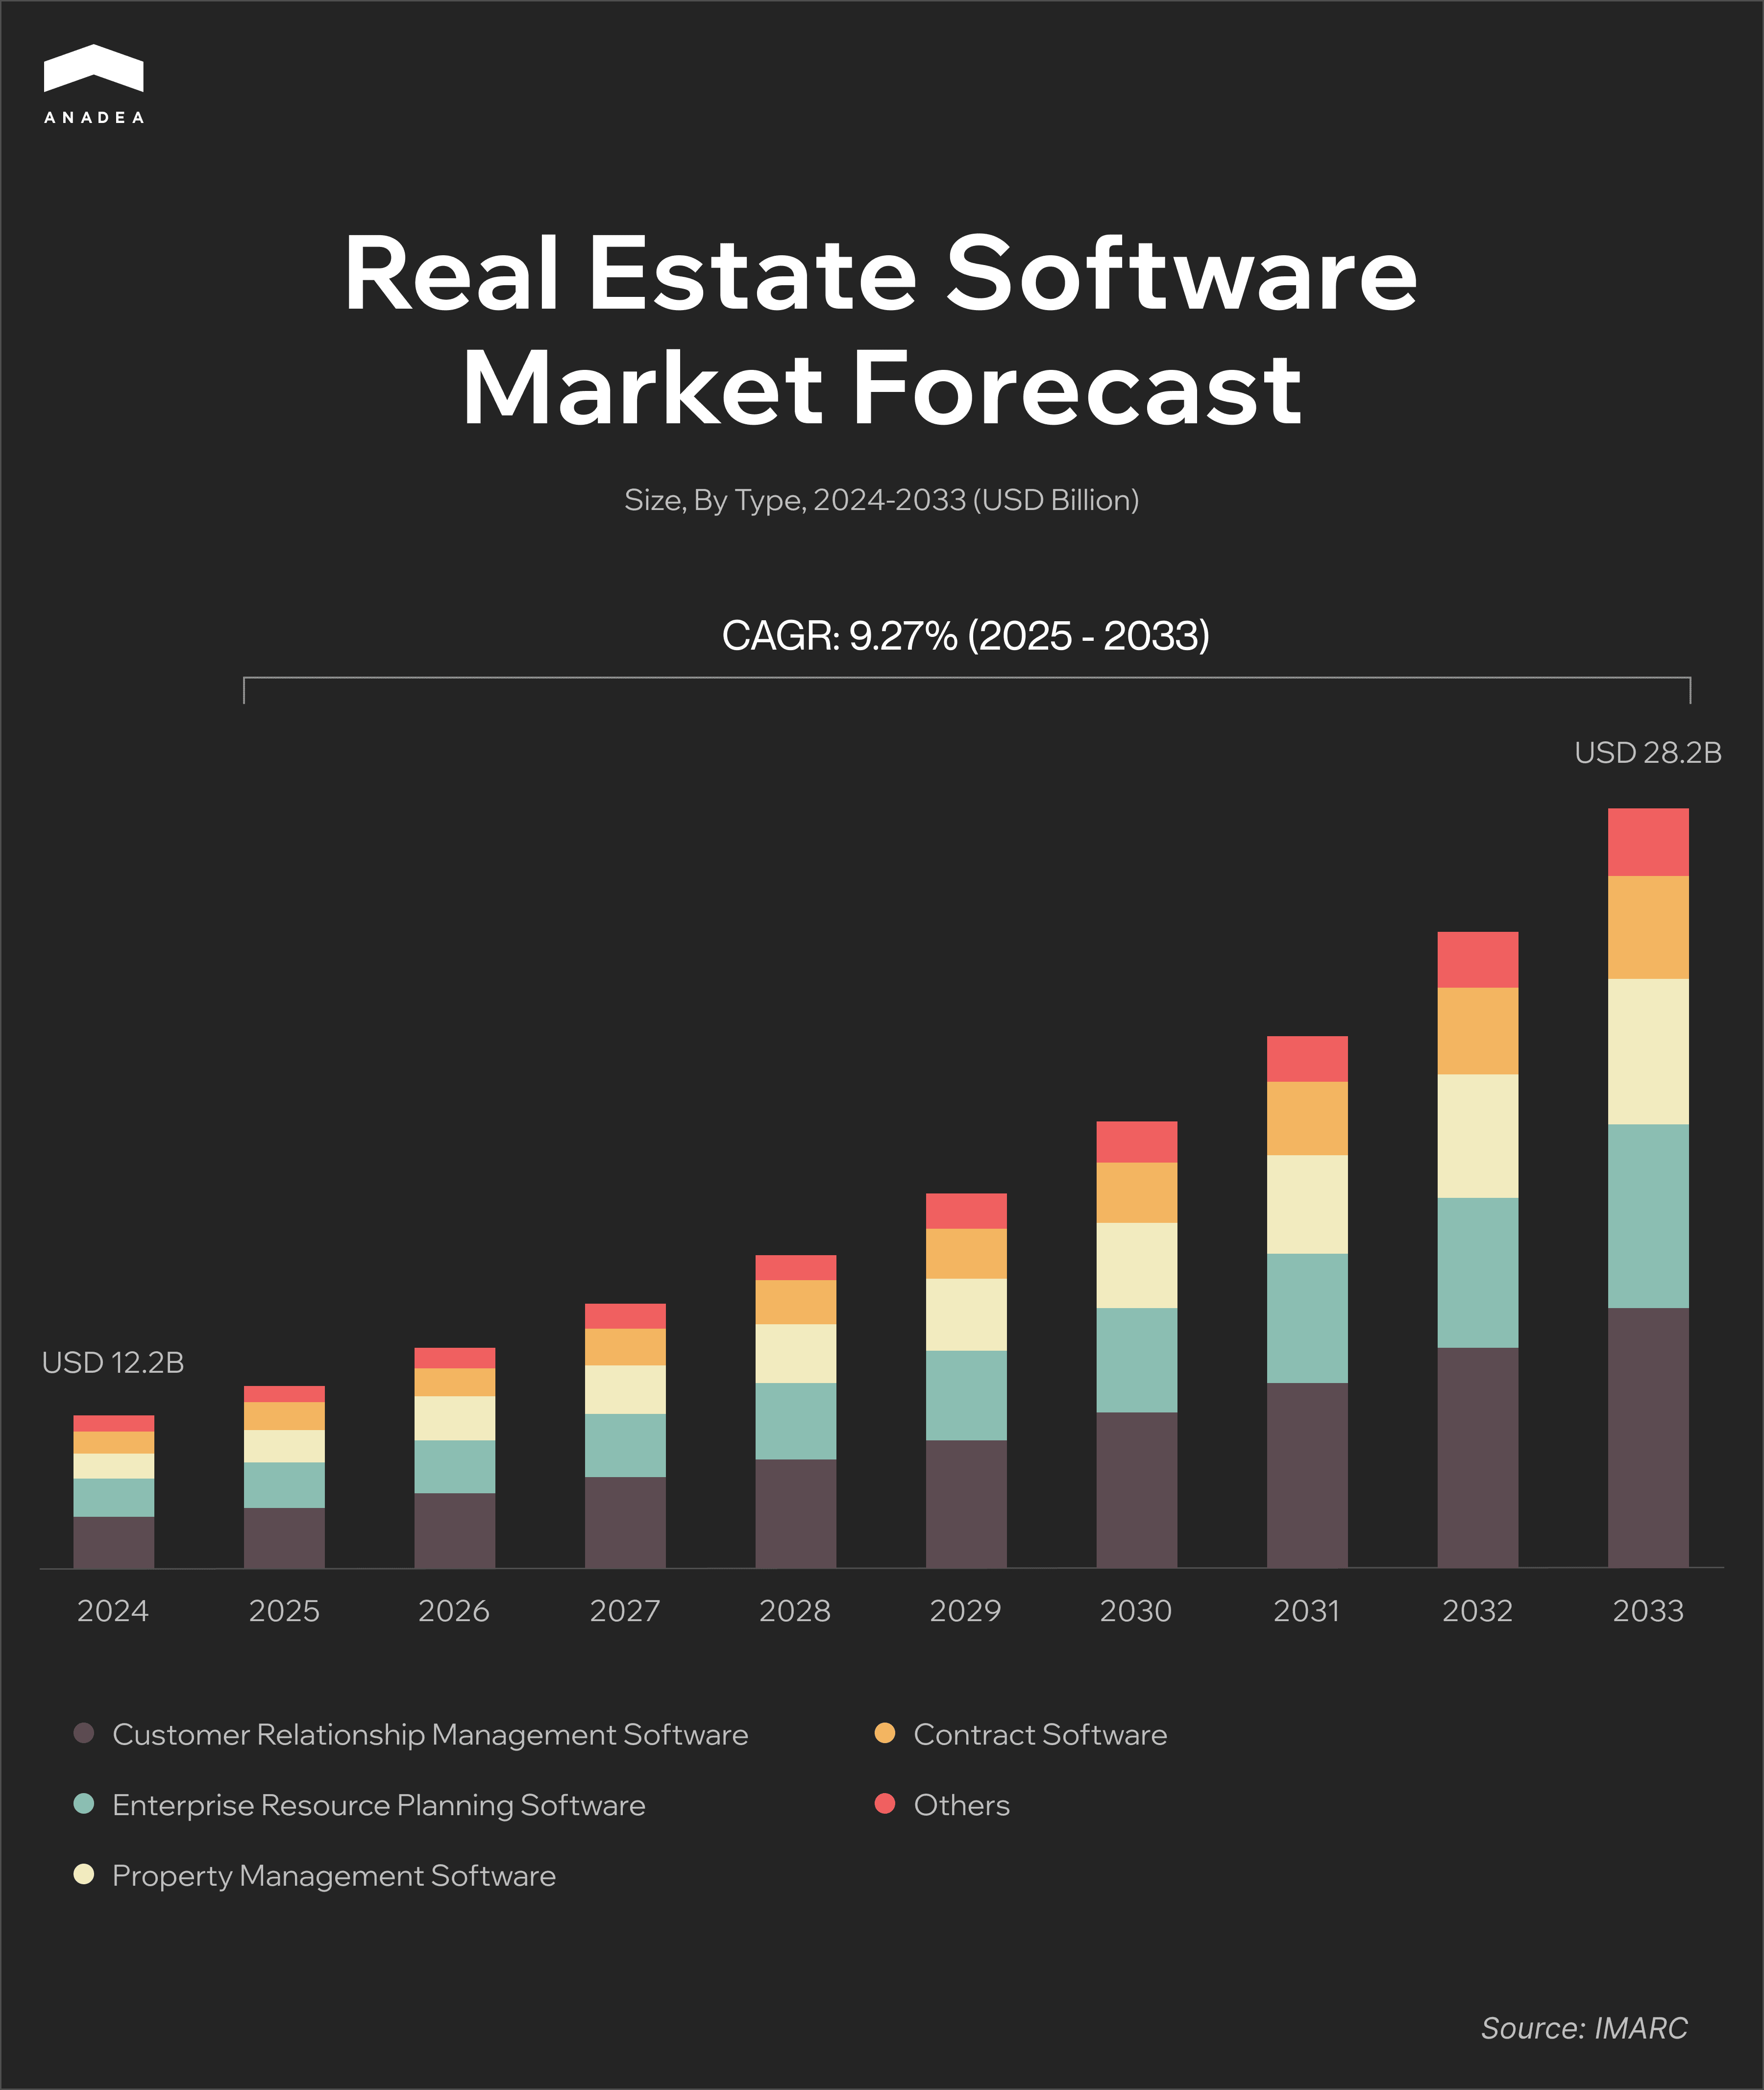 ANADEA
Real Estate Software
Market Forecast
Size, By Type, 2024-2033 (USD Billion)
CAGR: 9.27% (2025 - 2033)
USD 28.2B
USD 12.2B
2024 2025 2026 2027 2028 2029 2030 2031 2032 2033
Customer Relationship Management Software
Enterprise Resource Planning Software
Property Management Software
Contract Software
Others
Source: IMARC